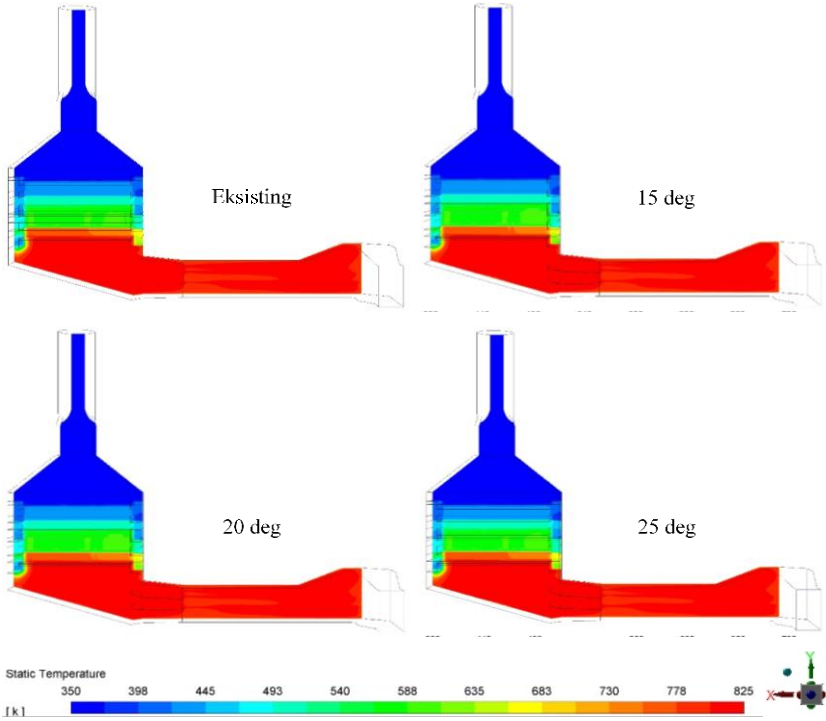 Eksisting
15 deg
20 deg
25 deg
Static Temperature
350 398 445 493 540 588 635 683 730 778 825
[k]
Y
X